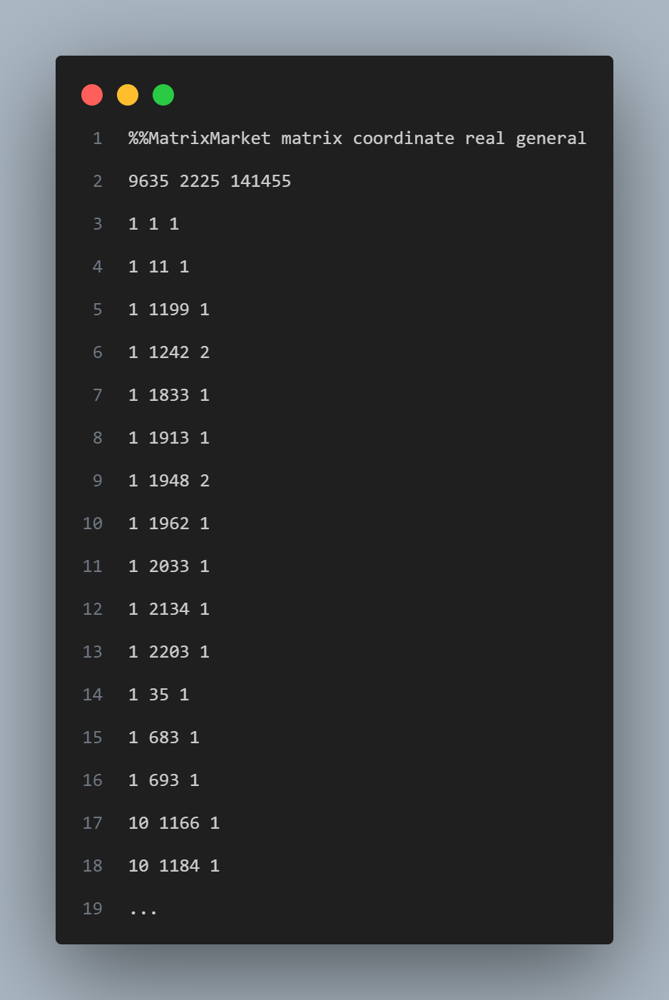 1 %%MatrixMarket matrix coordinate real general
2 9635 2225 141455
3 1 1 1
4 1 11 1
5 1 1199 1
6 1 1242 2
7 1 1833 1
8 1 1913 1
9 1 1948 2
10 1 1962 1
11 1 2033 1
12 1 2134 1
13 1 2203 1
14 1 35 1
15 1 683 1
16 1 693 1
17 10 1166 1
18 10 1184 1
19 ...